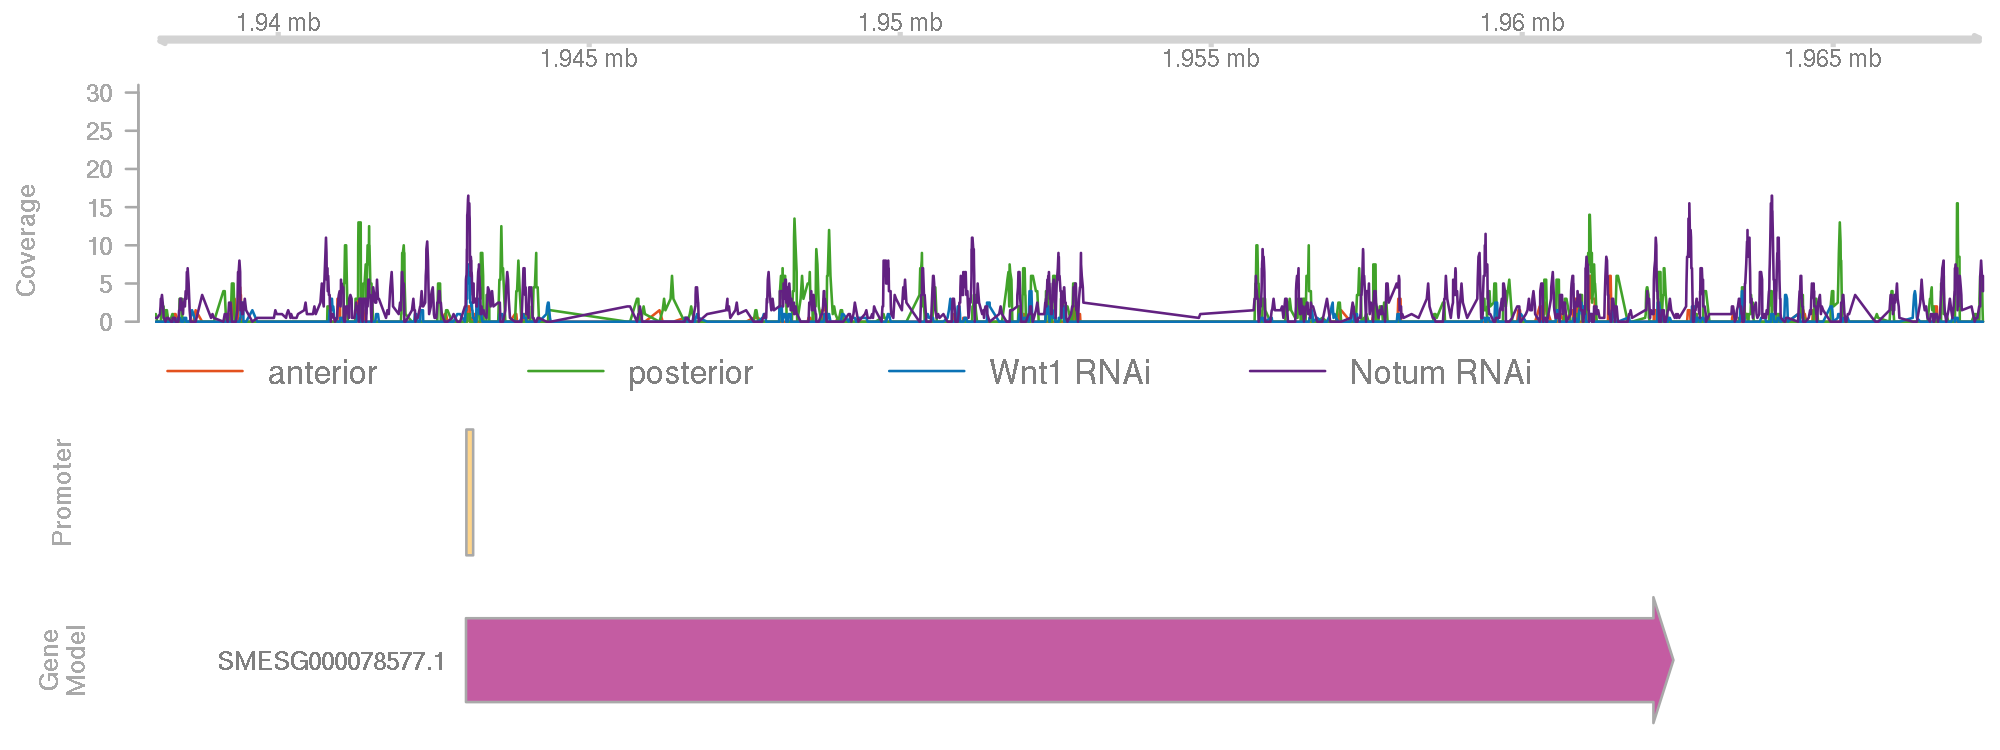 1.94 mb 1.95 mb 1.96 mb
1.945 mb 1.955 mb 1.965 mb
30
25
20
15
10
5
0
Coverage
anterior posterior Wnt1 RNAi Notum RNAi
Promoter
Gene
Model
SMESG000078577.1